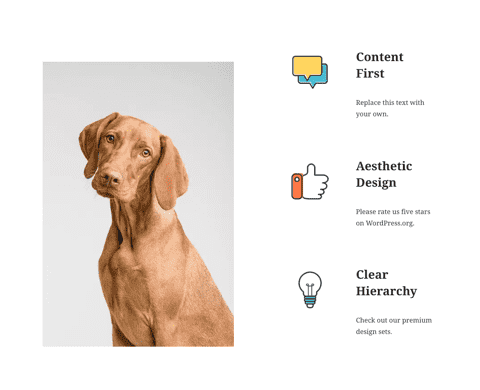 Content
First
Replace this text with
your own.
Aesthetic
Design
Please rate us five stars
on WordPress.org.
Clear
Hierarchy
Check out our premium
design sets.